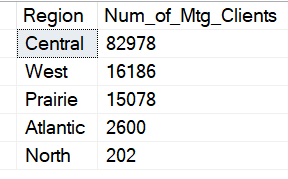 Region Num_of_Mtg_Clients
Central 82978
West 16186
Prairie 15078
Atlantic 2600
North 202